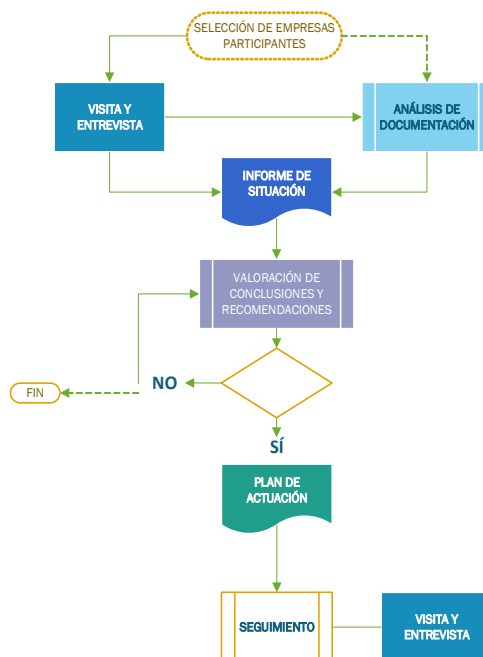 SELECCIÓN DE EMPRESAS
PARTICIPANTES
VISITA Y
ENTREVISTA
ANÁLISIS DE
DOCUMENTACIÓN
INFORME DE
SITUACIÓN
VALORACIÓN DE
CONCLUSIONES Y
RECOMENDACIONES
NO
FIN
SÍ
PLAN DE
ACTUACIÓN
SEGUIMIENTO
VISITA Y
ENTREVISTA